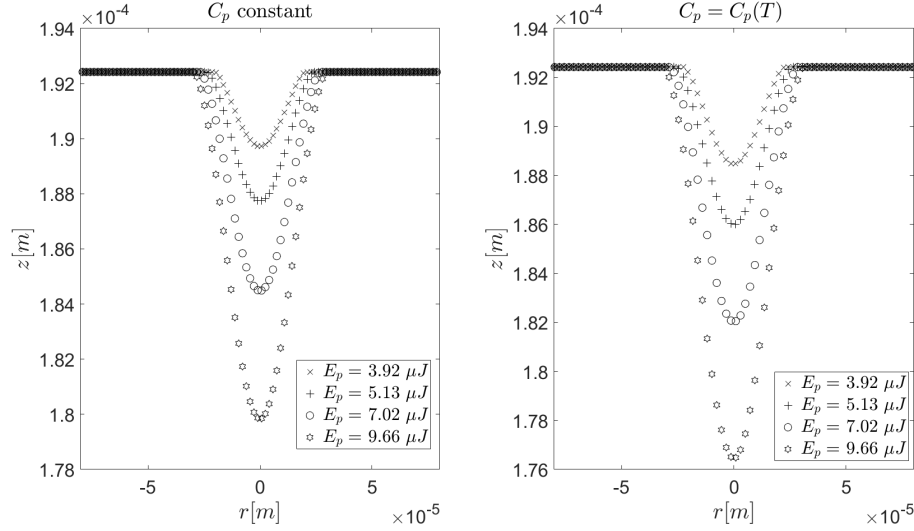 C_p constant
×10^-4
1.94
1.92
1.9
1.88
1.86
1.84
1.82
1.8
1.78
z[m]
-5 0 5
r[m]
×10^-5
E_p = 3.92 μJ
E_p = 5.13 μJ
E_p = 7.02 μJ
E_p = 9.66 μJ
C_p = C_p(T)
×10^-4
1.94
1.92
1.9
1.88
1.86
1.84
1.82
1.8
1.78
1.76
z[m]
-5 0 5
r[m]
×10^-5
E_p = 3.92 μJ
E_p = 5.13 μJ
E_p = 7.02 μJ
E_p = 9.66 μJ